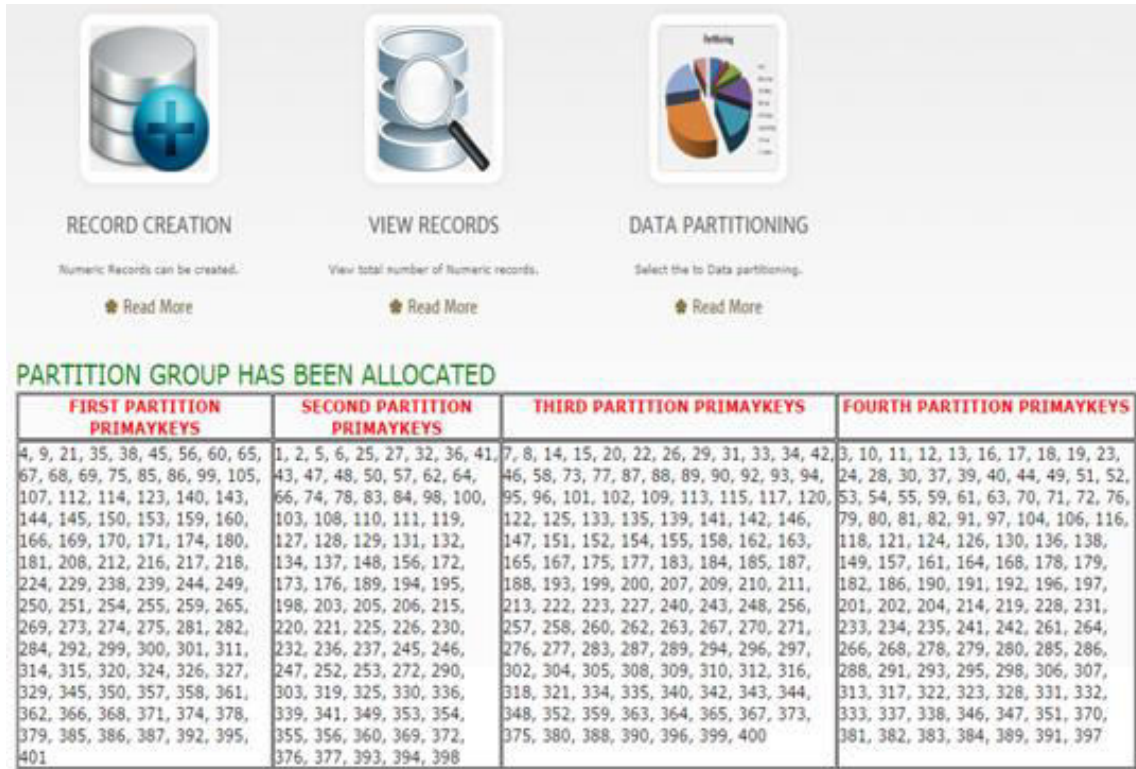 Partitioning
RECORD CREATION
Numeric Records can be created.
Read More
VIEW RECORDS
View total number of Numeric records.
Read More
DATA PARTITIONING
Select the to Data partitioning.
Read More
PARTITION GROUP HAS BEEN ALLOCATED
FIRST PARTITION
PRIMAYKEYS
4, 9, 21, 35, 38, 45, 56, 60, 65,
67, 68, 69, 75, 85, 86, 99, 105,
107, 112, 114, 123, 140, 143,
144, 145, 150, 153, 159, 160,
166, 169, 170, 171, 174, 180,
181, 208, 212, 216, 217, 218,
224, 229, 238, 239, 244, 249,
250, 251, 254, 255, 259, 265,
269, 273, 274, 275, 281, 282,
284, 292, 299, 300, 301, 311,
314, 315, 320, 324, 326, 327,
329, 345, 350, 357, 358, 361,
362, 366, 368, 371, 374, 378,
379, 385, 386, 387, 392, 395,
401
SECOND PARTITION
PRIMAYKEYS
1, 2, 5, 6, 25, 27, 32, 36, 41,
43, 47, 48, 50, 57, 62, 64,
66, 74, 78, 83, 84, 98, 100,
103, 108, 110, 111, 119,
127, 128, 129, 131, 132,
134, 137, 148, 156, 172,
173, 176, 189, 194, 195,
198, 203, 205, 206, 215,
220, 221, 225, 226, 230,
232, 236, 237, 245, 246,
247, 252, 253, 272, 290,
303, 319, 325, 330, 336,
339, 341, 349, 353, 354,
355, 356, 360, 369, 372,
376, 377, 393, 394, 398
THIRD PARTITION PRIMAYKEYS
7, 8, 14, 15, 20, 22, 26, 29, 31, 33, 34, 42,
46, 58, 73, 77, 87, 88, 89, 90, 92, 93, 94,
95, 96, 101, 102, 109, 113, 115, 117, 120,
122, 125, 133, 135, 139, 141, 142, 146,
147, 151, 152, 154, 155, 158, 162, 163,
165, 167, 175, 177, 183, 184, 185, 187,
188, 193, 199, 200, 207, 209, 210, 211,
213, 222, 223, 227, 240, 243, 248, 256,
257, 258, 260, 262, 263, 267, 270, 271,
276, 277, 283, 287, 289, 294, 296, 297,
302, 304, 305, 308, 309, 310, 312, 316,
318, 321, 334, 335, 340, 342, 343, 344,
348, 352, 359, 363, 364, 365, 367, 373,
375, 380, 388, 390, 396, 399, 400
FOURTH PARTITION PRIMAYKEYS
3, 10, 11, 12, 13, 16, 17, 18, 19, 23,
24, 28, 30, 37, 39, 40, 44, 49, 51, 52,
53, 54, 55, 59, 61, 63, 70, 71, 72, 76,
79, 80, 81, 82, 91, 97, 104, 106, 116,
118, 121, 124, 126, 130, 136, 138,
149, 157, 161, 164, 168, 178, 179,
182, 186, 190, 191, 192, 196, 197,
201, 202, 204, 214, 219, 228, 231,
233, 234, 235, 241, 242, 261, 264,
266, 268, 278, 279, 280, 285, 286,
288, 291, 293, 295, 298, 306, 307,
313, 317, 322, 323, 328, 331, 332,
333, 337, 338, 346, 347, 351, 370,
381, 382, 383, 384, 389, 391, 397